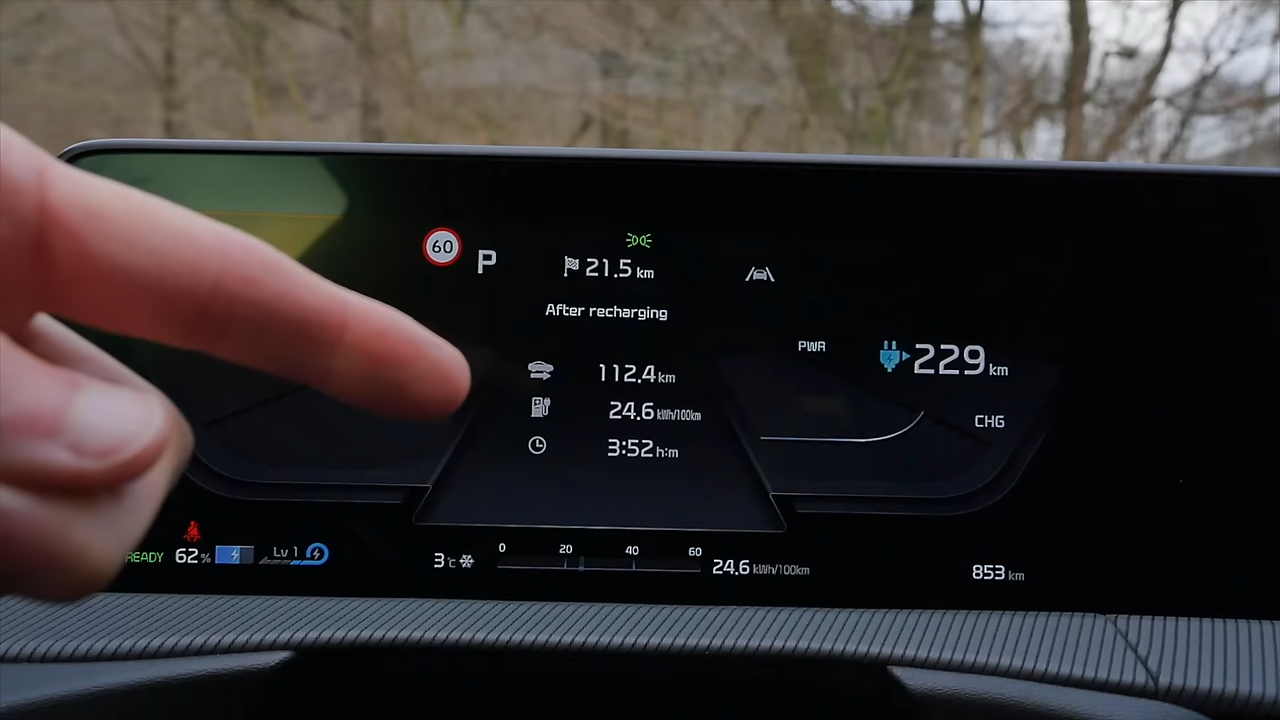 60
P
21.5 km
After recharging
112.4 km
24.6 kWh/100km
3:52 h:m
PWR
229 km
CHG
READY
62%
Lv 1
3°C
0 20 40 60
24.6 kWh/100km
853 km